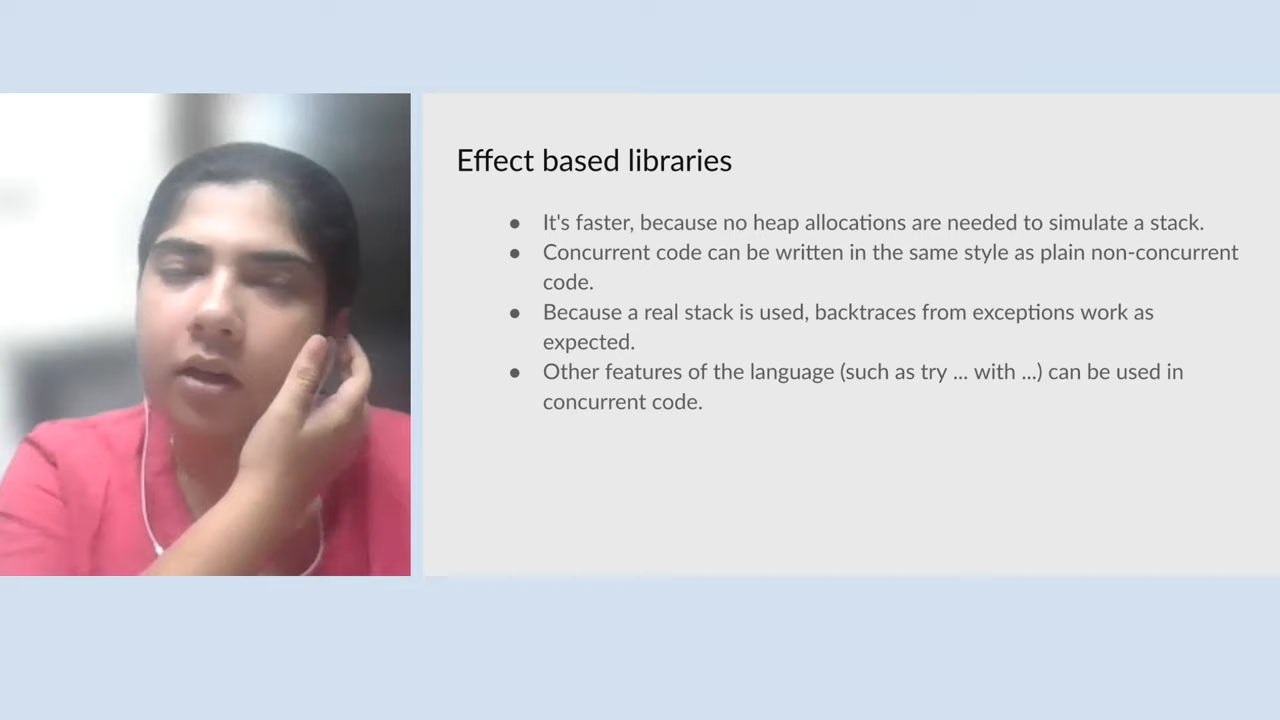 Effect based libraries
● It's faster, because no heap allocations are needed to simulate a stack.
● Concurrent code can be written in the same style as plain non-concurrent
code.
● Because a real stack is used, backtraces from exceptions work as
expected.
● Other features of the language (such as try ... with ...) can be used in
concurrent code.